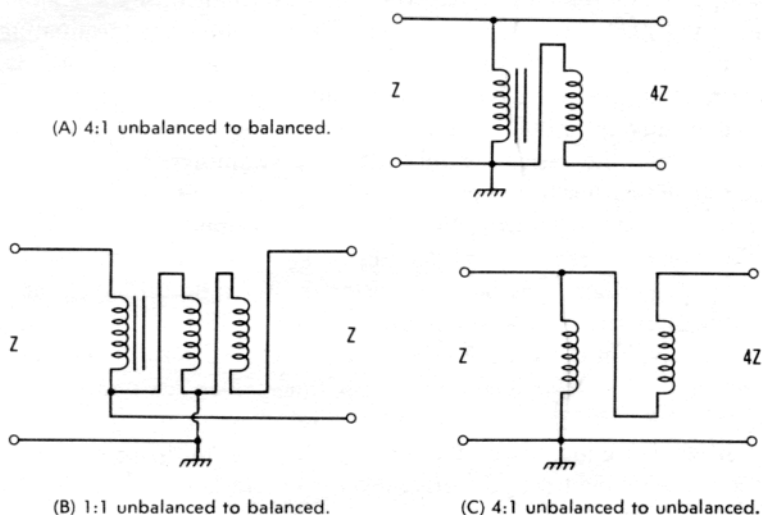 Z
4Z
(A) 4:1 unbalanced to balanced.
Z
Z
Z
4Z
(B) 1:1 unbalanced to balanced.
(C) 4:1 unbalanced to unbalanced.